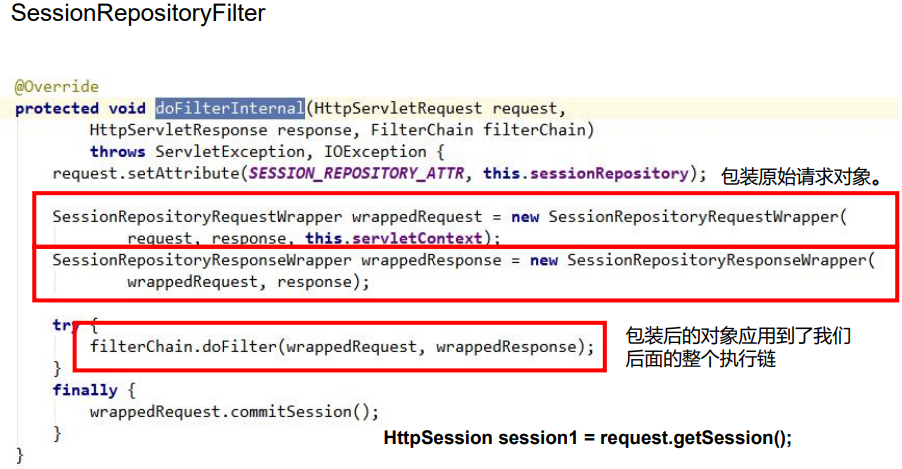 SessionRepositoryFilter
@Override
protected void doFilterInternal(HttpServletRequest request,
HttpServletResponse response, FilterChain filterChain)
throws ServletException, IOException {
request.setAttribute(SESSION_REPOSITORY_ATTR, this.sessionRepository);
包装原始请求对象。
SessionRepositoryRequestWrapper wrappedRequest = new SessionRepositoryRequestWrapper(
request, response, this.servletContext);
SessionRepositoryResponseWrapper wrappedResponse = new SessionRepositoryResponseWrapper(
wrappedRequest, response);
try {
filterChain.doFilter(wrappedRequest, wrappedResponse);
包装后的对象应用到了我们
后面的整个执行链
}
finally {
wrappedRequest.commitSession();
}
HttpSession session1 = request.getSession();
}